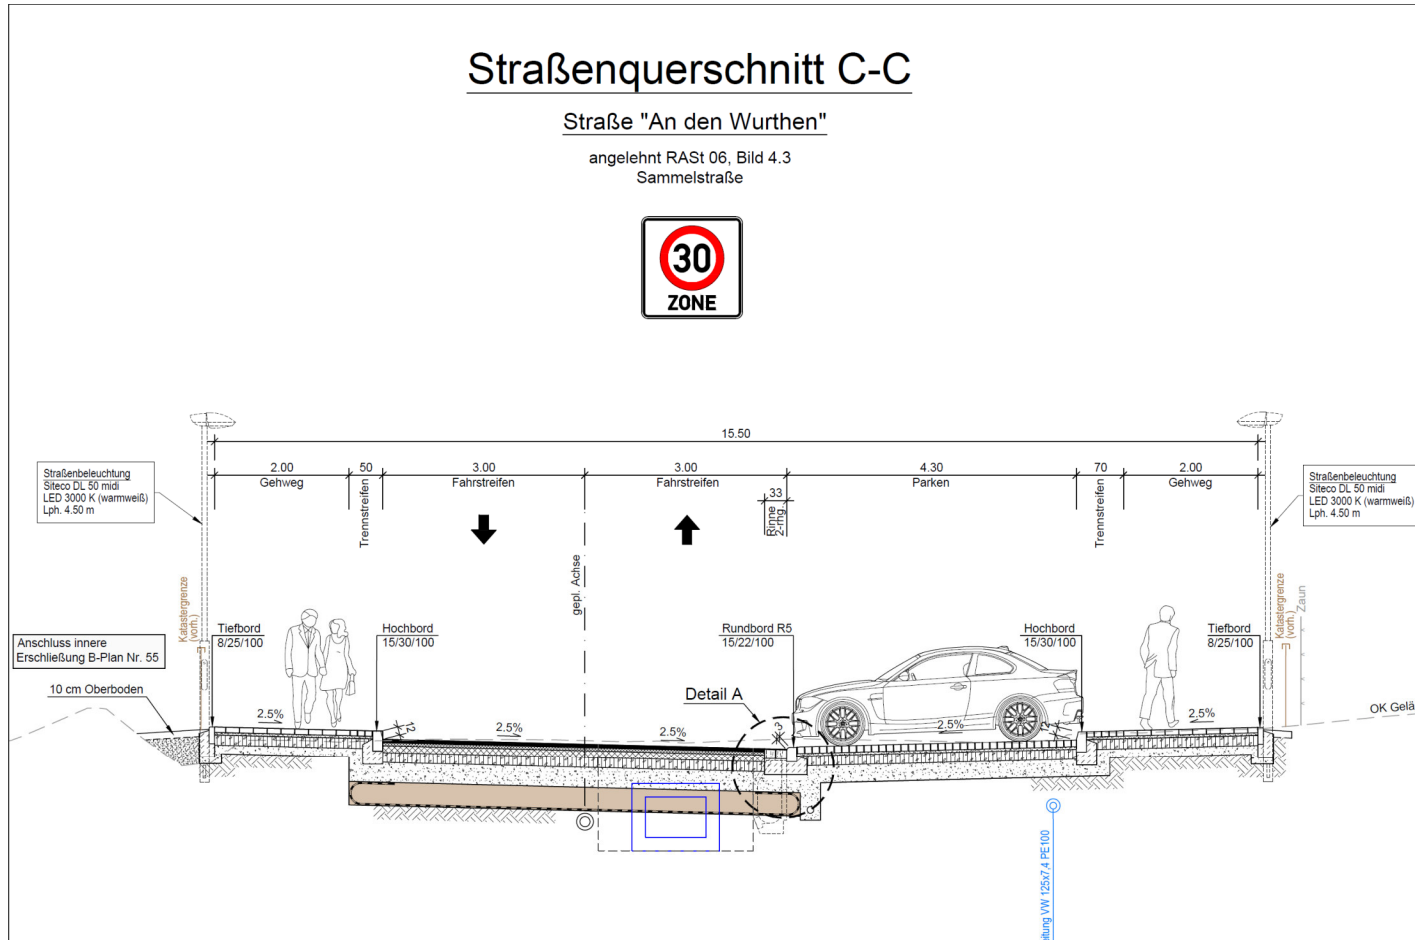 Straßenquerschnitt C-C
Straße "An den Wurthen"
angelehnt RASt 06, Bild 4.3
Sammelstraße
30
ZONE
15.50
2.00
50
3.00
3.00
4.30
70
2.00
Gehweg
Trennstreifen
Fahrstreifen
Fahrstreifen
Parken
Trennstreifen
Gehweg
33
Rinne
2-rhg.
Straßenbeleuchtung
Siteco DL 50 midi
LED 3000 K (warmweiß)
Lph. 4.50 m
Straßenbeleuchtung
Siteco DL 50 midi
LED 3000 K (warmweiß)
Lph. 4.50 m
gepl. Achse
Katastergrenze
(vorh.)
Katastergrenze
(vorh.)
Zaun
Anschluss innere
Erschließung B-Plan Nr. 55
10 cm Oberboden
Tiefbord
8/25/100
Hochbord
15/30/100
Rundbord R5
15/22/100
Hochbord
15/30/100
Tiefbord
8/25/100
Detail A
OK Gelä
2.5%
12
2.5%
2.5%
3
2.5%
2,5%
eitung VW 125x7,4 PE100